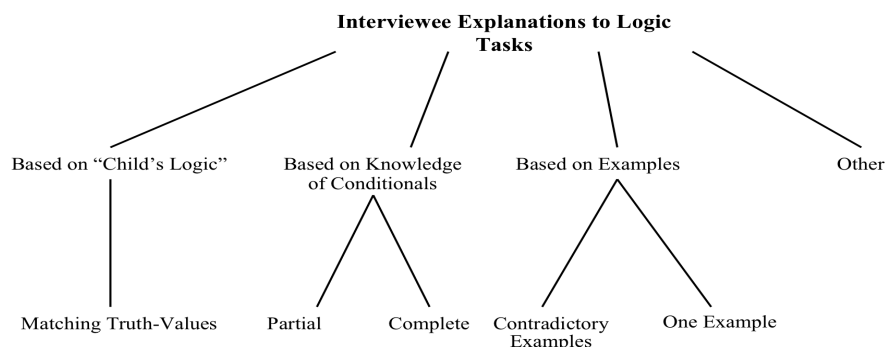 Interviewee Explanations to Logic
Tasks
Based on “Child’s Logic”
Based on Knowledge
of Conditionals
Based on Examples
Other
Matching Truth-Values
Partial
Complete
Contradictory
Examples
One Example